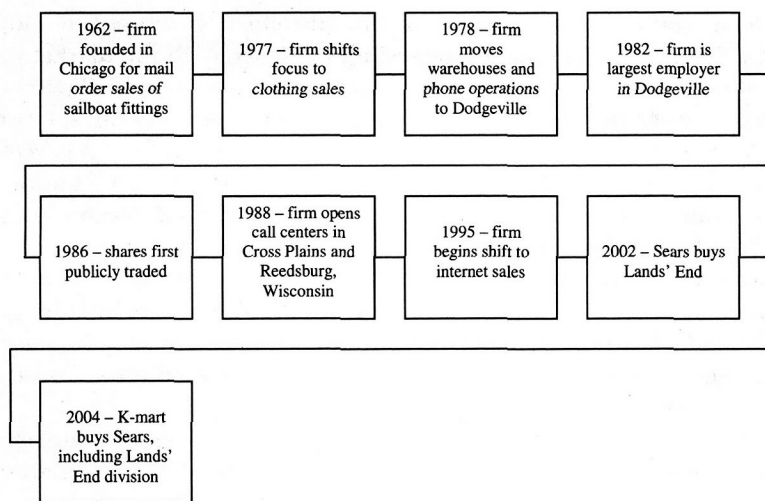 1962 – firm
founded in
Chicago for mail
order sales of
sailboat fittings
1977 – firm shifts
focus to
clothing sales
1978 – firm
moves
warehouses and
phone operations
to Dodgeville
1982 – firm is
largest employer
in Dodgeville
1986 – shares first
publicly traded
1988 – firm opens
call centers in
Cross Plains and
Reedsburg,
Wisconsin
1995 – firm
begins shift to
internet sales
2002 – Sears buys
Lands' End
2004 – K-mart
buys Sears,
including Lands'
End division